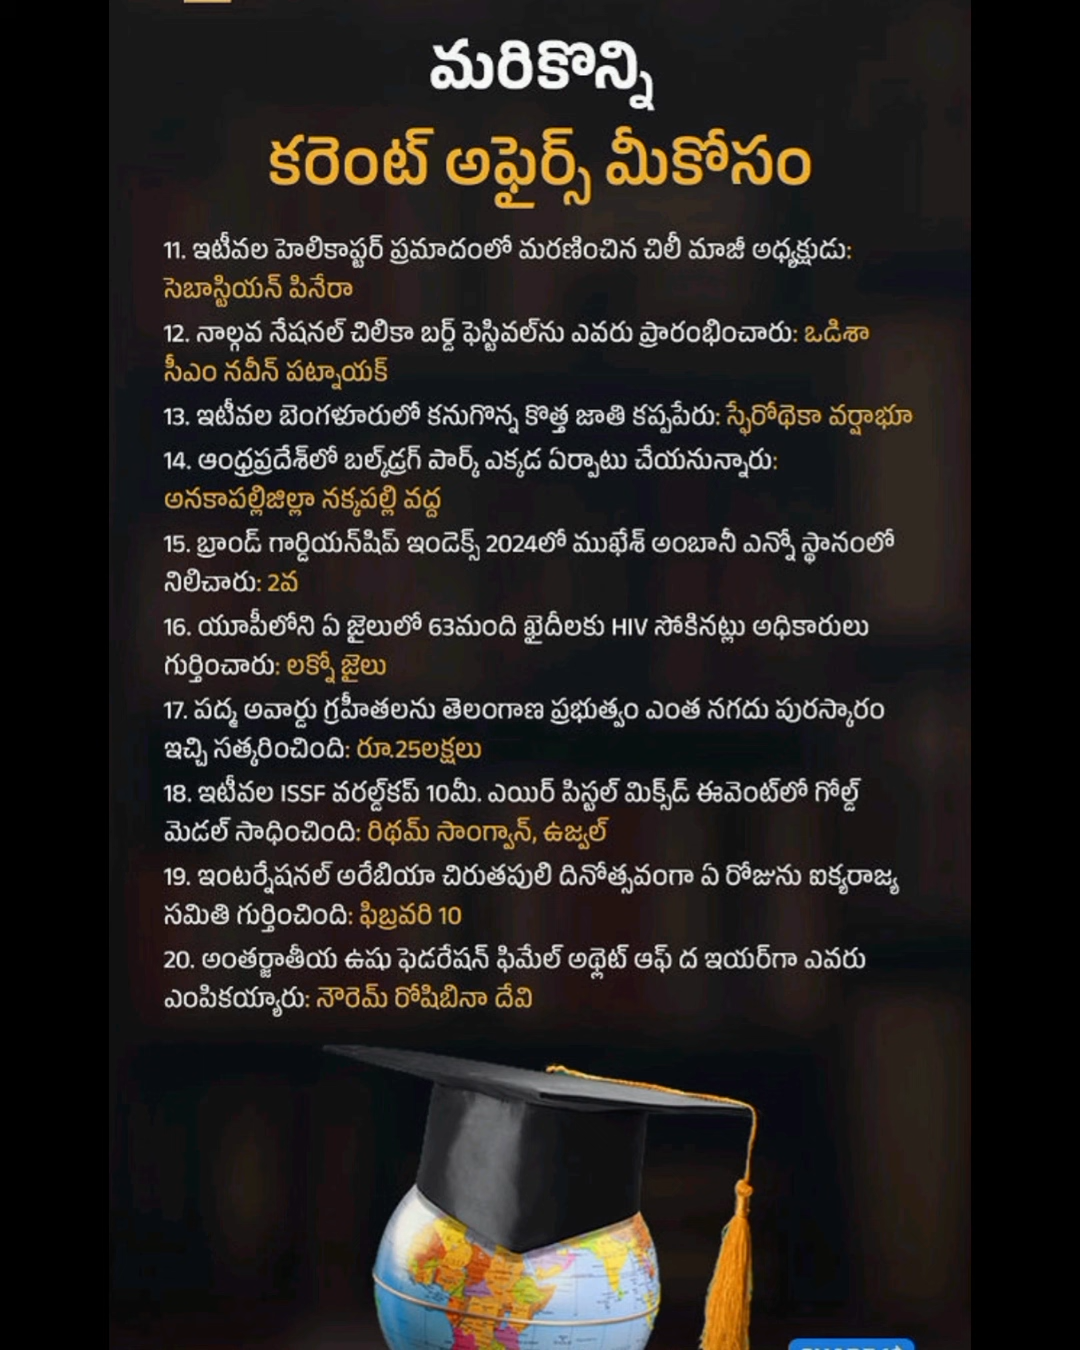 మరికొన్ని
కరెంట్ అఫైర్స్ మీకోసం
11. ఇటీవల హెలికాప్టర్ ప్రమాదంలో మరణించిన చిలీ మాజీ అధ్యక్షుడు:
సెబాస్టియన్ పినేరా
12. నాల్గవ నేషనల్ చిలికా బర్డ్ ఫెస్టివల్‌ను ఎవరు ప్రారంభించారు: ఒడిశా
సీఎం నవీన్ పట్నాయక్
13. ఇటీవల బెంగళూరులో కనుగొన్న కొత్త జాతి కప్పపేరు: స్ఫేరోథెకా వర్షాభూ
14. ఆంధ్రప్రదేశ్‌లో బల్క్‌డ్రగ్ పార్క్ ఎక్కడ ఏర్పాటు చేయనున్నారు:
అనకాపల్లిజిల్లా నక్కపల్లి వద్ద
15. బ్రాండ్ గార్డియన్‌షిప్ ఇండెక్స్ 2024లో ముఖేశ్ అంబానీ ఎన్నో స్థానంలో
నిలిచారు: 2వ
16. యూపీలోని ఏ జైలులో 63మంది ఖైదీలకు HIV సోకినట్లు అధికారులు
గుర్తించారు: లక్నో జైలు
17. పద్మ అవార్డు గ్రహీతలను తెలంగాణ ప్రభుత్వం ఎంత నగదు పురస్కారం
ఇచ్చి సత్కరించింది: రూ.25లక్షలు
18. ఇటీవల ISSF వరల్డ్‌కప్ 10మీ. ఎయిర్ పిస్టల్ మిక్స్‌డ్ ఈవెంట్‌లో గోల్డ్
మెడల్ సాధించింది: రిథమ్ సాంగ్వాన్, ఉజ్వల్
19. ఇంటర్నేషనల్ అరేబియా చిరుతపులి దినోత్సవంగా ఏ రోజును ఐక్యరాజ్య
సమితి గుర్తించింది: ఫిబ్రవరి 10
20. అంతర్జాతీయ ఉషు ఫెడరేషన్ ఫిమేల్ అథ్లెట్ ఆఫ్ ద ఇయర్‌గా ఎవరు
ఎంపికయ్యారు: నౌరెమ్ రోషిబినా దేవి